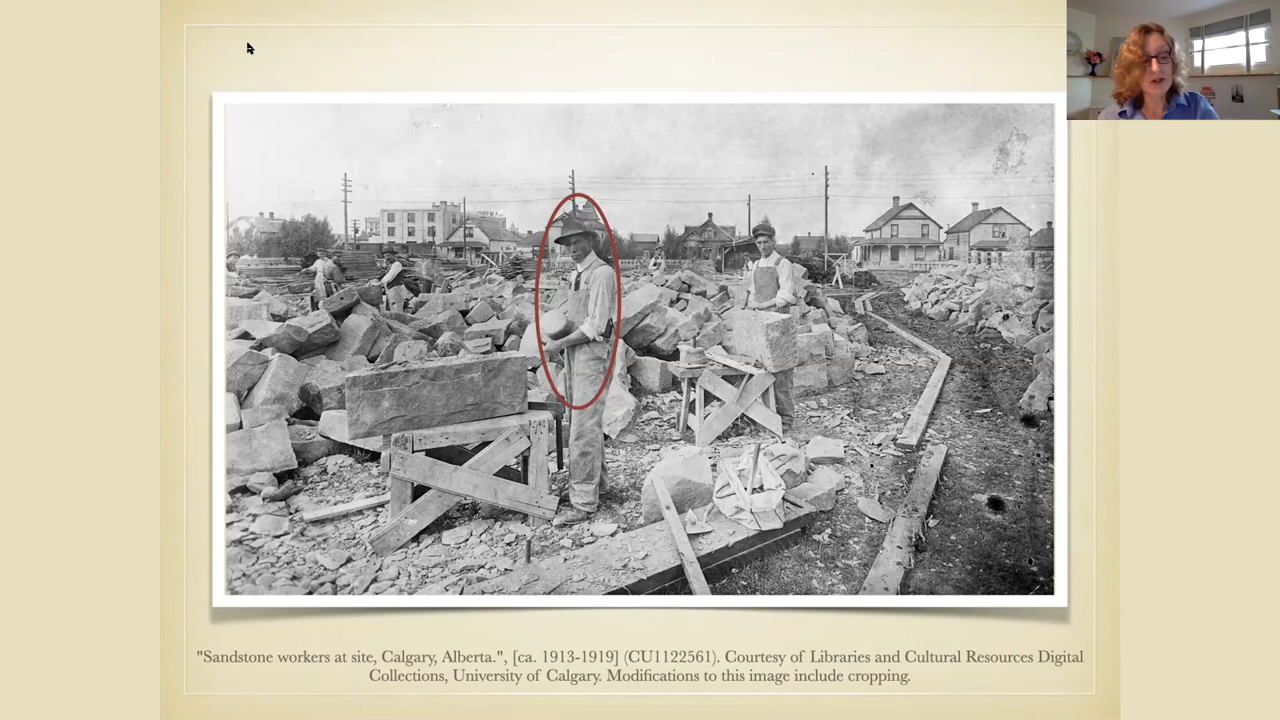 "Sandstone workers at site, Calgary, Alberta.", [ca. 1913-1919] (CU1122561). Courtesy of Libraries and Cultural Resources Digital
Collections, University of Calgary. Modifications to this image include cropping.